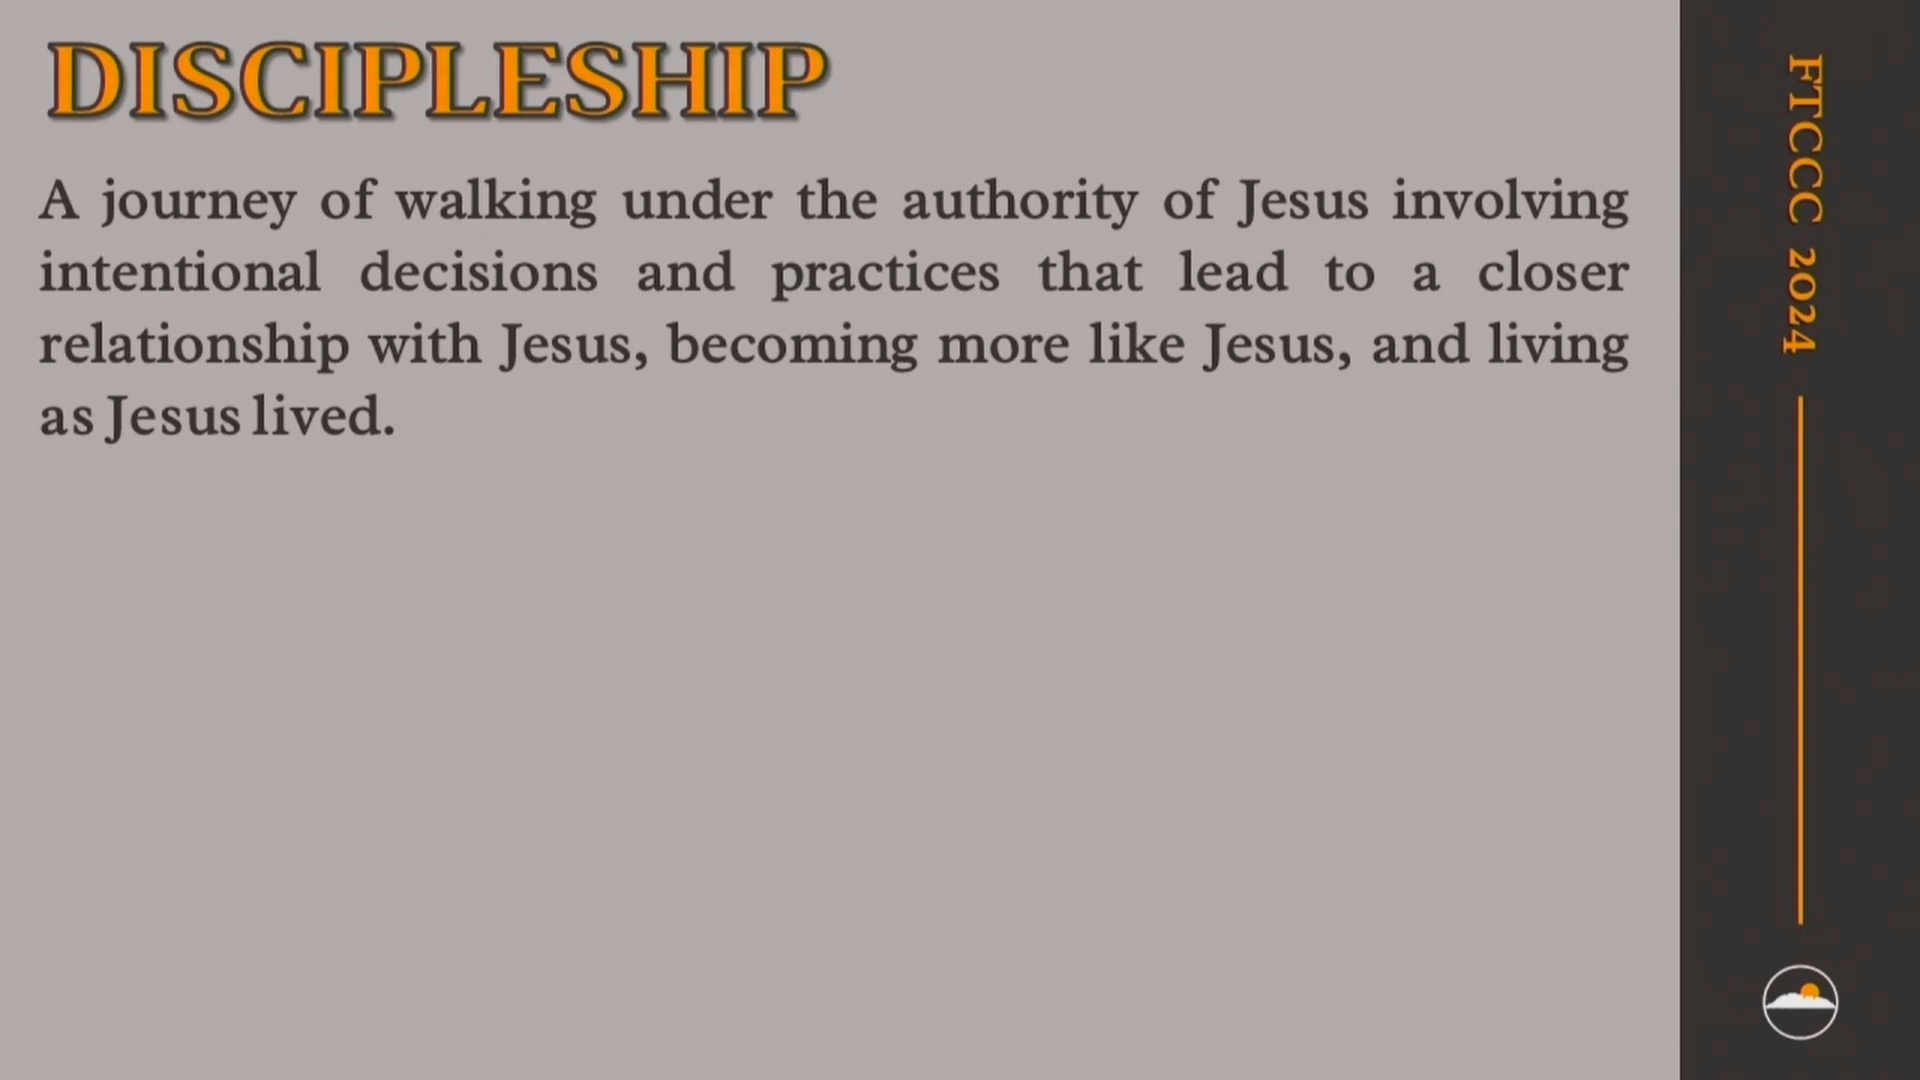 DISCIPLESHIP
A journey of walking under the authority of Jesus involving
intentional decisions and practices that lead to a closer
relationship with Jesus, becoming more like Jesus, and living
as Jesus lived.
FTCCC 2024